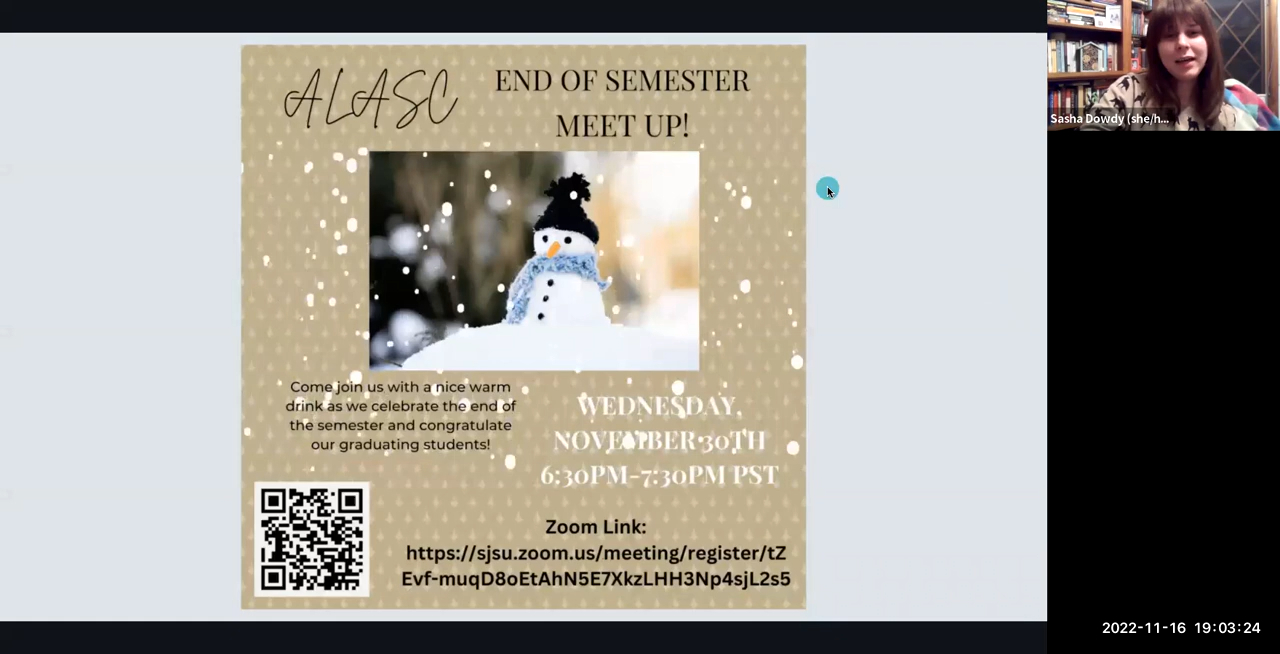 ALASC
END OF SEMESTER
MEET UP!
Come join us with a nice warm
drink as we celebrate the end of
the semester and congratulate
our graduating students!
WEDNESDAY,
NOVEMBER 30TH
6:30PM-7:30PM PST
Zoom Link:
https://sjsu.zoom.us/meeting/register/tZ
Evf-muqD8oEtAhN5E7XkzLHH3Np4sjL2s5
Sasha Dowdy (she/h...
2022-11-16 19:03:24